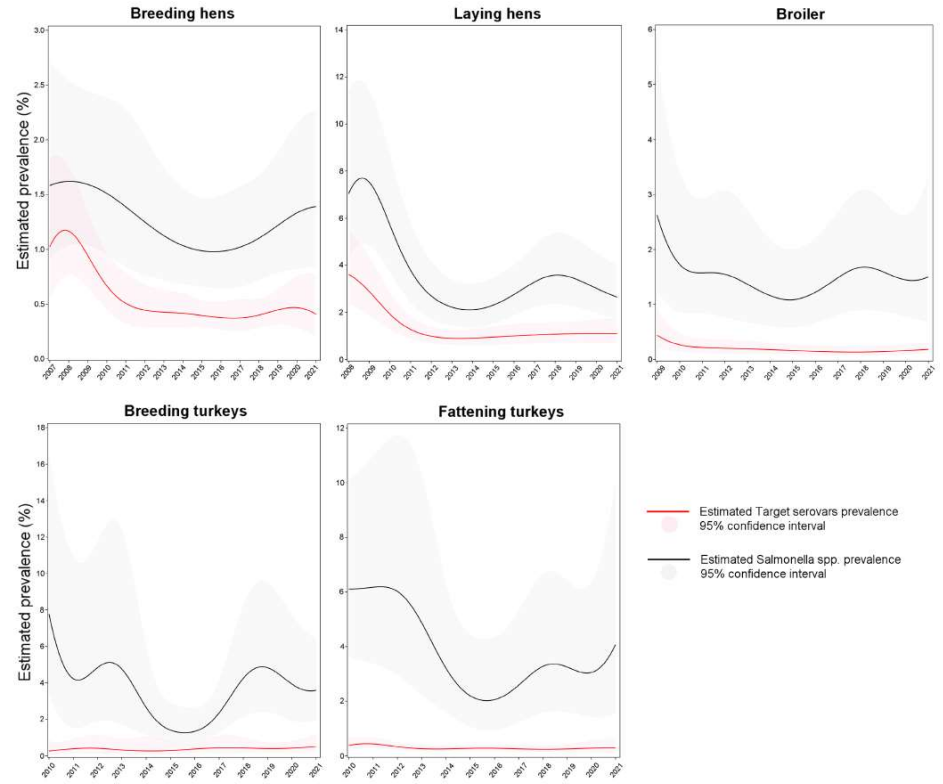 Breeding hens
Estimated prevalence (%)
3.0
2.5
2.0
1.5
1.0
0.5
0.0
2007 2008 2009 2010 2011 2012 2013 2014 2015 2016 2017 2018 2019 2020 2021
Laying hens
14
12
10
8
6
4
2
0
2008 2009 2010 2011 2012 2013 2014 2015 2016 2017 2018 2019 2020 2021
Broiler
6
5
4
3
2
1
0
2009 2010 2011 2012 2013 2014 2015 2016 2017 2018 2019 2020 2021
Breeding turkeys
Estimated prevalence (%)
18
16
14
12
10
8
6
4
2
0
2010 2011 2012 2013 2014 2015 2016 2017 2018 2019 2020 2021
Fattening turkeys
12
10
8
6
4
2
0
2010 2011 2012 2013 2014 2015 2016 2017 2018 2019 2020 2021
Estimated Target serovars prevalence
95% confidence interval
Estimated Salmonella spp. prevalence
95% confidence interval